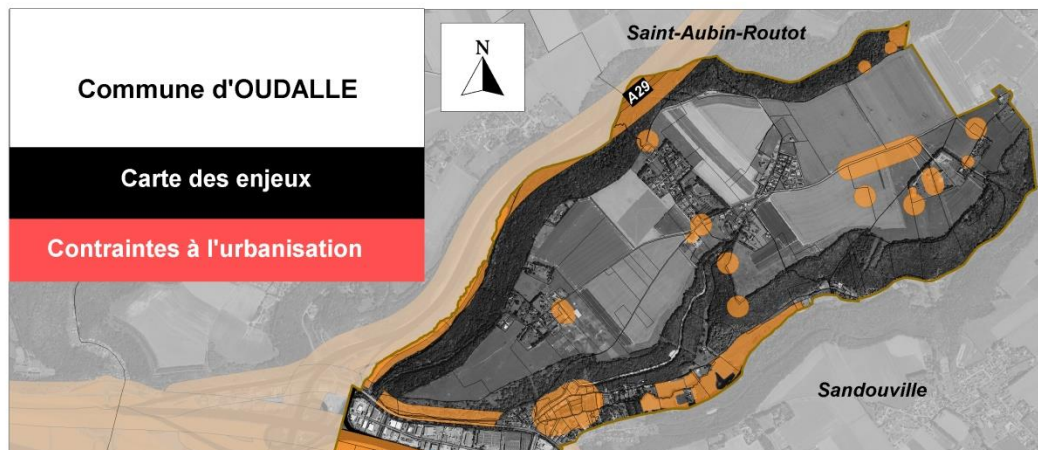 Commune d'OUDALLE
Carte des enjeux
Contraintes à l'urbanisation
N
Saint-Aubin-Routot
A29
Sandouville